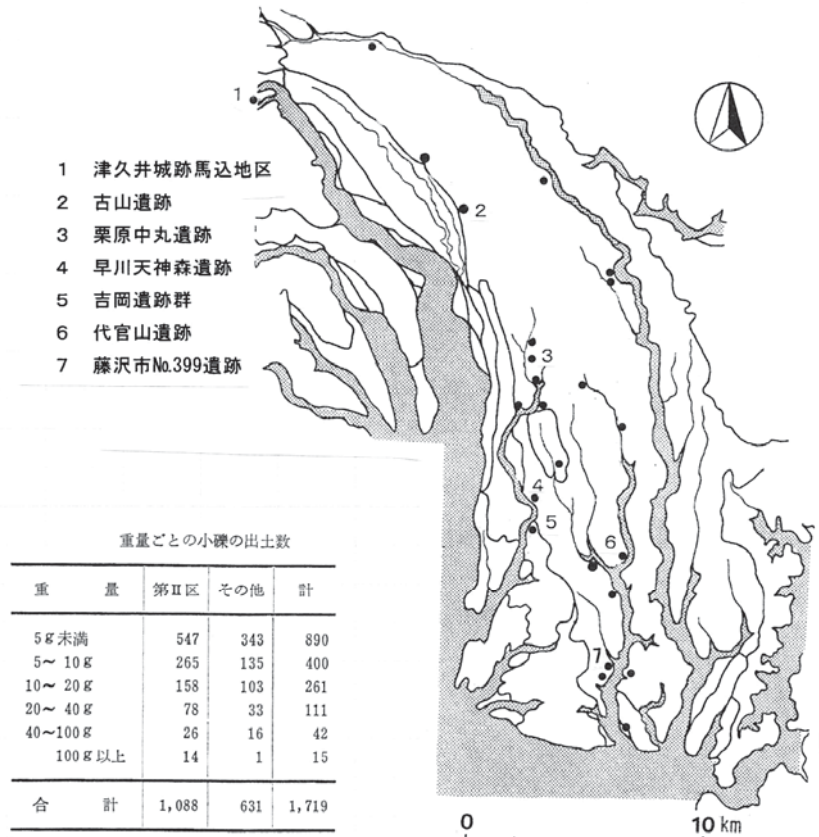 1 津久井城跡馬込地区
2 古山遺跡
3 栗原中丸遺跡
4 早川天神森遺跡
5 吉岡遺跡群
6 代官山遺跡
7 藤沢市No.399遺跡
1
2
3
4
5
6
7
0 10 km
重量ごとの小礫の出土数
重量 第Ⅱ区 その他 計
5g未満 547 343 890
5~10g 265 135 400
10~20g 158 103 261
20~40g 78 33 111
40~100g 26 16 42
100g以上 14 1 15
合計 1,088 631 1,719